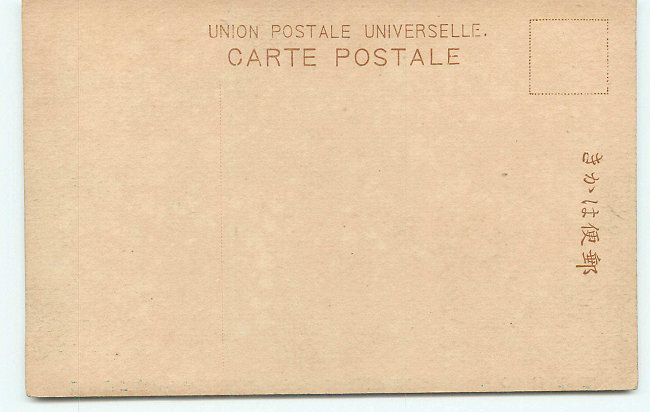 UNION POSTALE UNIVERSELLE.
CARTE POSTALE
郵便はかき